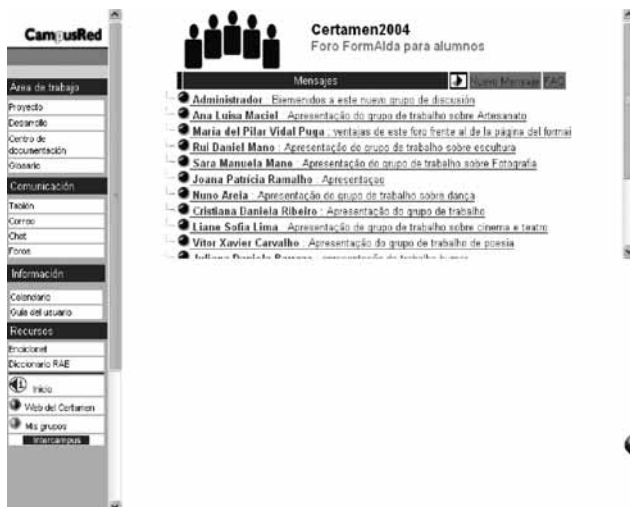 CampusRed
Area de trabajo
Proyecto
Desarrollo
Centro de
documentación
Glosario
Comunicación
Tablón
Correo
Chat
Foros
Información
Calendario
Guía del usuario
Recursos
Enciclonet
Diccionario RAE
Inicio
Web del Certamen
Mis grupos
Intercampus
Certamen2004
Foro FormAlda para alumnos
Mensajes Nuevo Mensaje FAQ
Administrador : Bienvenidos a este nuevo grupo de discusión
Ana Luisa Maciel : Apresentação do grupo de trabalho sobre Artesanato
Maria del Pilar Vidal Puga : ventajas de este foro frente al de la página del formai
Rui Daniel Mano : Apresentação do grupo de trabalho sobre escultura
Sara Manuela Mano : Apresentação do grupo de trabalho sobre Fotografia
Joana Patrícia Ramalho : Apresentaçao
Nuno Areia : Apresentação do grupo de trabalho sobre dança
Cristiana Daniela Ribeiro : Apresentação do grupo de trabalho
Liane Sofia Lima : Apresentação do grupo de trabalho sobre cinema e teatro
Vitor Xavier Carvalho : Apresentação do grupo de trabalho de poesia